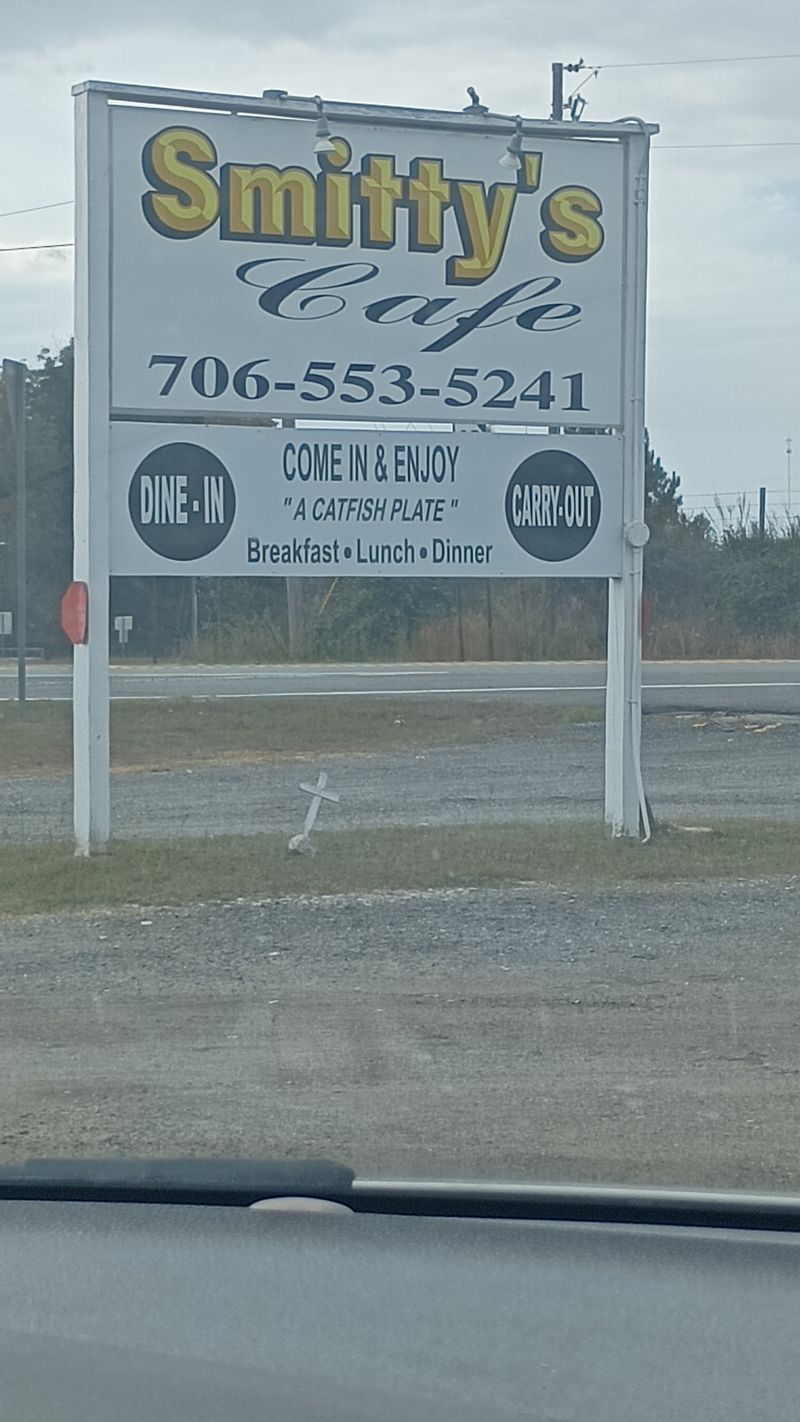 Smitty's
Cafe
706-553-5241
DINE-IN
COME IN & ENJOY
"A CATFISH PLATE"
Breakfast • Lunch • Dinner
CARRY-OUT